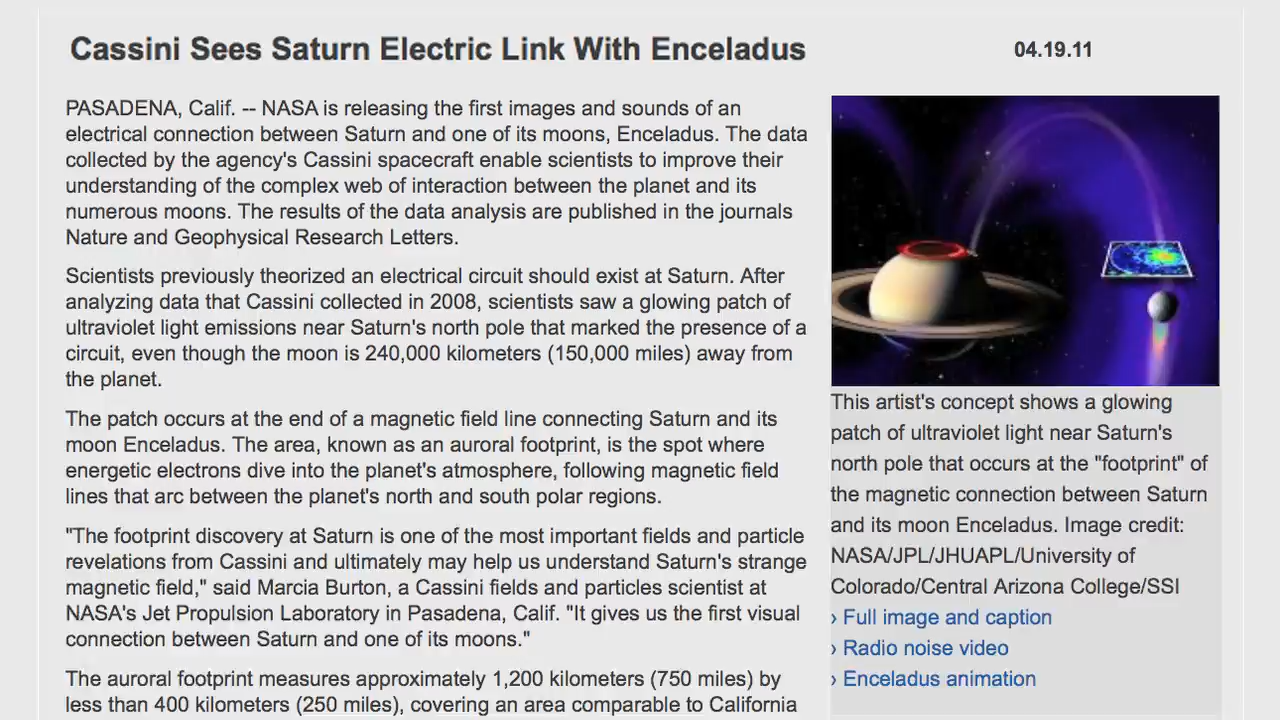 Cassini Sees Saturn Electric Link With Enceladus
04.19.11
PASADENA, Calif. -- NASA is releasing the first images and sounds of an
electrical connection between Saturn and one of its moons, Enceladus. The data
collected by the agency's Cassini spacecraft enable scientists to improve their
understanding of the complex web of interaction between the planet and its
numerous moons. The results of the data analysis are published in the journals
Nature and Geophysical Research Letters.
Scientists previously theorized an electrical circuit should exist at Saturn. After
analyzing data that Cassini collected in 2008, scientists saw a glowing patch of
ultraviolet light emissions near Saturn's north pole that marked the presence of a
circuit, even though the moon is 240,000 kilometers (150,000 miles) away from
the planet.
The patch occurs at the end of a magnetic field line connecting Saturn and its
moon Enceladus. The area, known as an auroral footprint, is the spot where
energetic electrons dive into the planet's atmosphere, following magnetic field
lines that arc between the planet's north and south polar regions.
"The footprint discovery at Saturn is one of the most important fields and particle
revelations from Cassini and ultimately may help us understand Saturn's strange
magnetic field," said Marcia Burton, a Cassini fields and particles scientist at
NASA's Jet Propulsion Laboratory in Pasadena, Calif. "It gives us the first visual
connection between Saturn and one of its moons."
The auroral footprint measures approximately 1,200 kilometers (750 miles) by
less than 400 kilometers (250 miles), covering an area comparable to California
This artist's concept shows a glowing
patch of ultraviolet light near Saturn's
north pole that occurs at the "footprint" of
the magnetic connection between Saturn
and its moon Enceladus. Image credit:
NASA/JPL/JHUAPL/University of
Colorado/Central Arizona College/SSI
› Full image and caption
› Radio noise video
› Enceladus animation